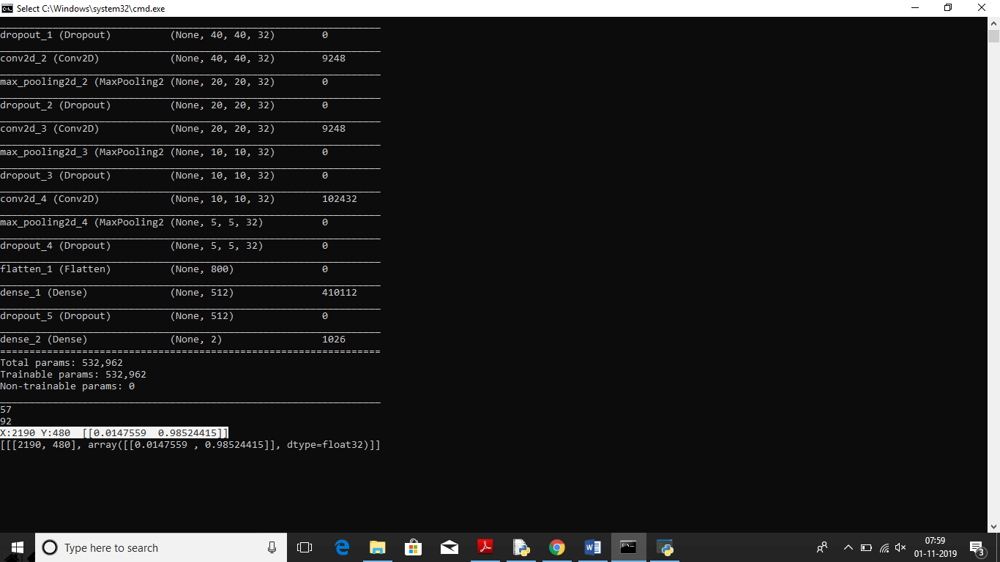 Select C:\Windows\system32\cmd.exe
_________________________________________________________________
dropout_1 (Dropout)          (None, 40, 40, 32)        0
_________________________________________________________________
conv2d_2 (Conv2D)            (None, 40, 40, 32)        9248
_________________________________________________________________
max_pooling2d_2 (MaxPooling2 (None, 20, 20, 32)        0
_________________________________________________________________
dropout_2 (Dropout)          (None, 20, 20, 32)        0
_________________________________________________________________
conv2d_3 (Conv2D)            (None, 20, 20, 32)        9248
_________________________________________________________________
max_pooling2d_3 (MaxPooling2 (None, 10, 10, 32)        0
_________________________________________________________________
dropout_3 (Dropout)          (None, 10, 10, 32)        0
_________________________________________________________________
conv2d_4 (Conv2D)            (None, 10, 10, 32)        102432
_________________________________________________________________
max_pooling2d_4 (MaxPooling2 (None, 5, 5, 32)          0
_________________________________________________________________
dropout_4 (Dropout)          (None, 5, 5, 32)          0
_________________________________________________________________
flatten_1 (Flatten)          (None, 800)               0
_________________________________________________________________
dense_1 (Dense)              (None, 512)               410112
_________________________________________________________________
dropout_5 (Dropout)          (None, 512)               0
_________________________________________________________________
dense_2 (Dense)              (None, 2)                 1026
=================================================================
Total params: 532,962
Trainable params: 532,962
Non-trainable params: 0
_________________________________________________________________
57
92
X:2190 Y:480  [[0.0147559  0.98524415]]
[[[2190, 480], array([[0.0147559 , 0.98524415]], dtype=float32)]]
Type here to search
07:59
01-11-2019
3